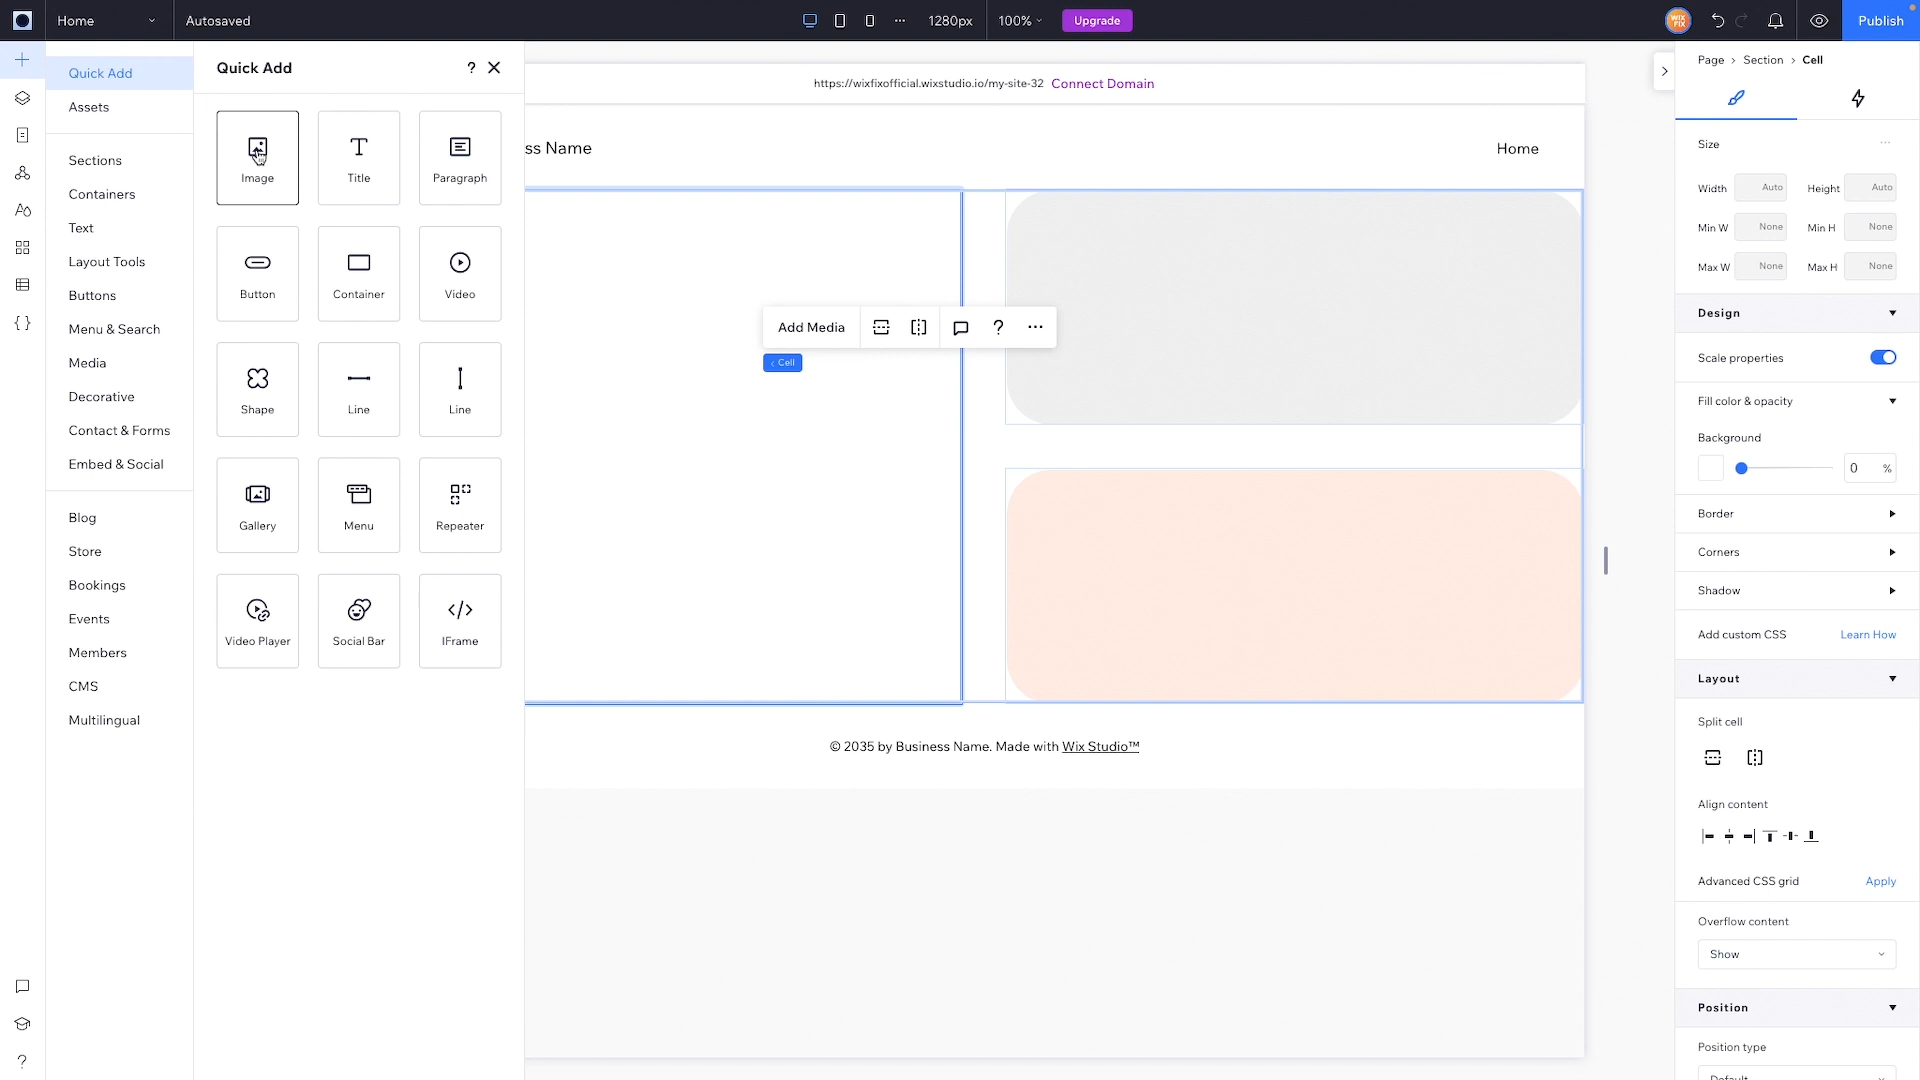 Home
Autosaved
1280px
100%
Upgrade
WIX
FIX
Publish
Quick Add
Assets
Sections
Containers
Text
Layout Tools
Buttons
Menu & Search
Media
Decorative
Contact & Forms
Embed & Social
Blog
Store
Bookings
Events
Members
CMS
Multilingual
Quick Add
?
Image
Title
Paragraph
Button
Container
Video
Shape
Line
Line
Gallery
Menu
Repeater
Video Player
Social Bar
IFrame
https://wixfixofficial.wixstudio.io/my-site-32 Connect Domain
ss Name
Home
Add Media
?
‹ Cell
© 2035 by Business Name. Made with Wix Studio™
Page › Section › Cell
Size
Width Auto Height Auto
Min W None Min H None
Max W None Max H None
Design
Scale properties
Fill color & opacity
Background
0 %
Border
Corners
Shadow
Add custom CSS Learn How
Layout
Split cell
Align content
Advanced CSS grid Apply
Overflow content
Show
Position
Position type
Default
?